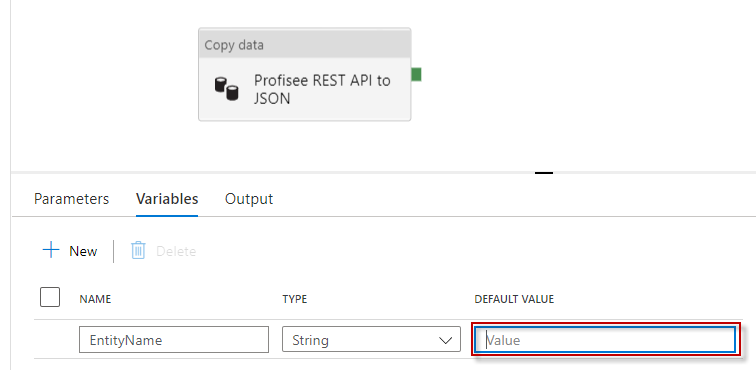 Copy data
Profisee REST API to
JSON
Parameters Variables Output
New Delete
NAME TYPE DEFAULT VALUE
EntityName String Value